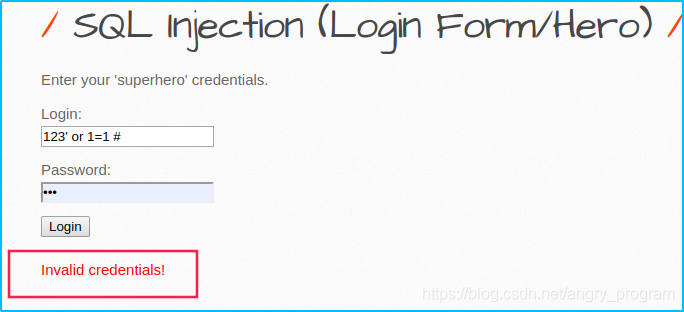 / SQL Injection (Login Form/Hero) /
Enter your 'superhero' credentials.
Login:
123' or 1=1 #
Password:
•••
Login
Invalid credentials!
https://blog.csdn.net/angry_program